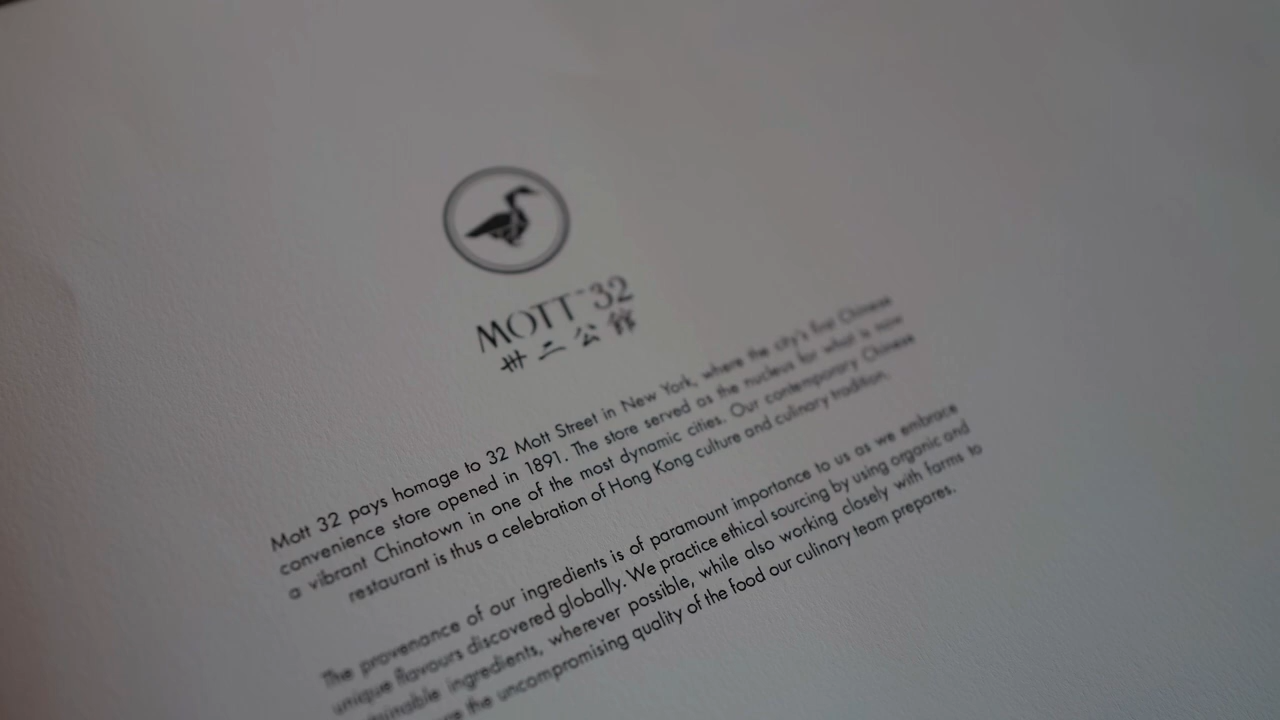 MOTT 32
卅二公館
Mott 32 pays homage to 32 Mott Street in New York, where the city's first Chinese
convenience store opened in 1891. The store served as the nucleus for what is now
a vibrant Chinatown in one of the most dynamic cities. Our contemporary Chinese
restaurant is thus a celebration of Hong Kong culture and culinary tradition.
The provenance of our ingredients is of paramount importance to us as we embrace
unique flavours discovered globally. We practice ethical sourcing by using organic and
ingredients, wherever possible, while also working closely with farms to
the uncompromising quality of the food our culinary team prepares.